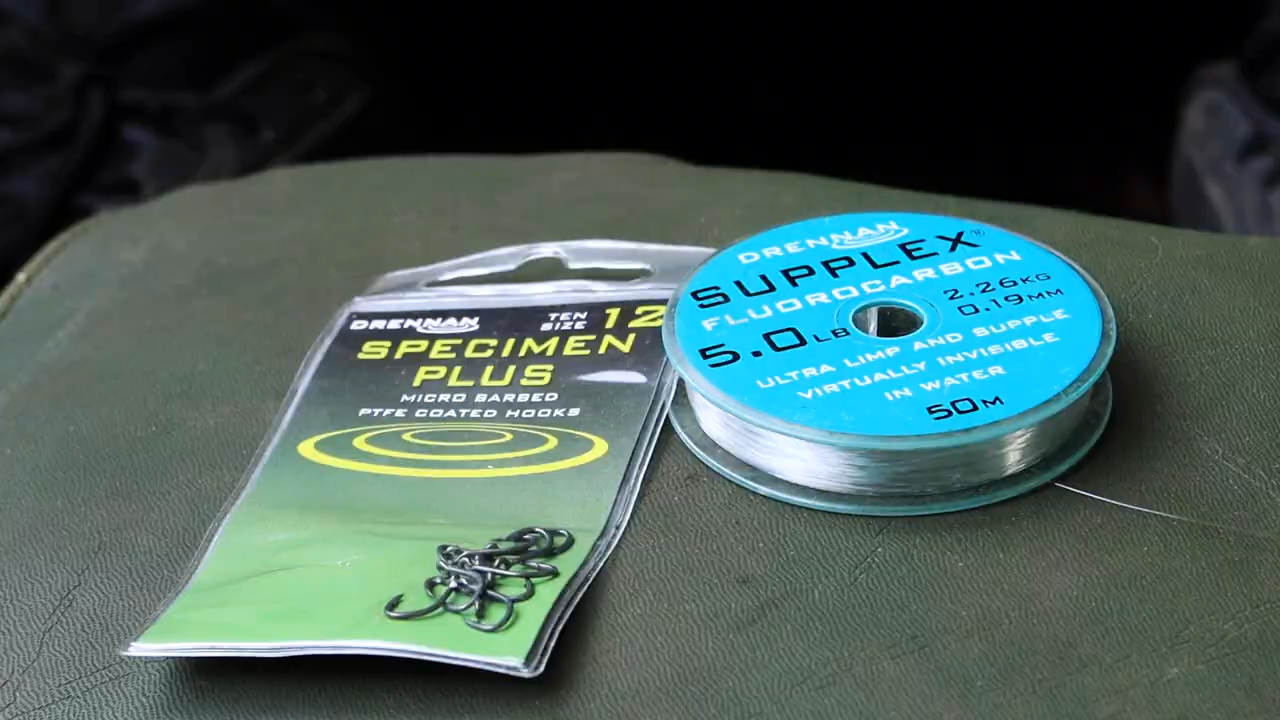 DRENNAN
TEN
SIZE 12
SPECIMEN
PLUS
MICRO BARBED
PTFE COATED HOOKS
DRENNAN
SUPPLEX®
FLUOROCARBON
5.0LB
2.26KG
0.19MM
ULTRA LIMP AND SUPPLE
VIRTUALLY INVISIBLE
IN WATER
50M